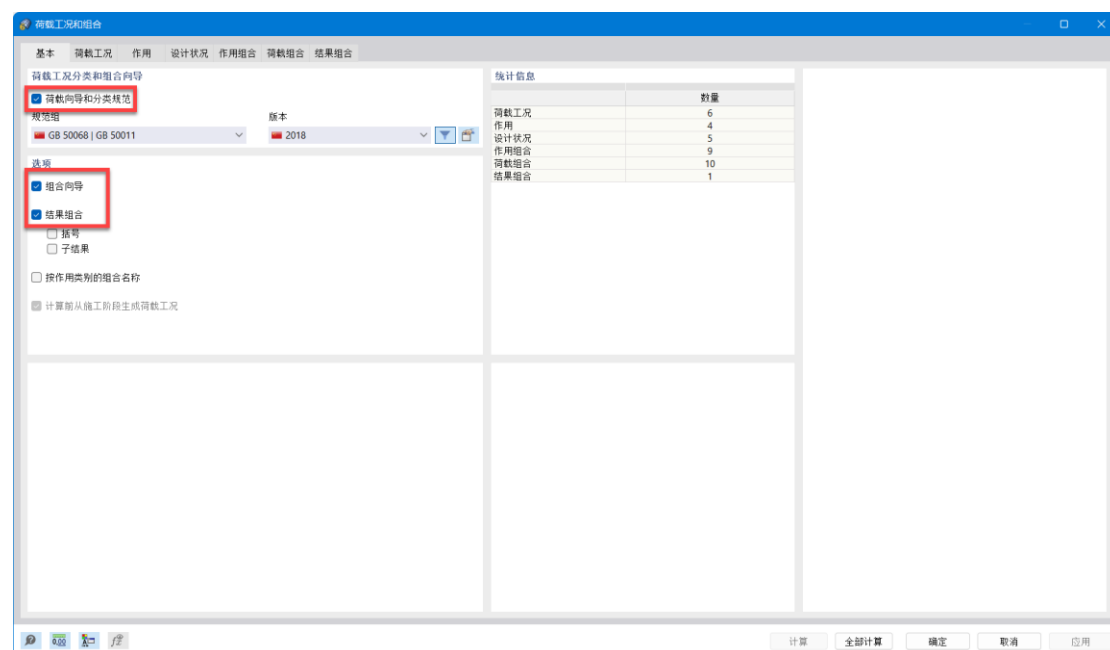 荷载工况和组合
基本 荷载工况 作用 设计状况 作用组合 荷载组合 结果组合
荷载工况分类和组合向导
荷载向导和分类规范
规范组 版本
GB 50068 | GB 50011 2018
选项
组合向导
结果组合
括号
子结果
按作用类别的组合名称
计算前从施工阶段生成荷载工况
统计信息
数量
荷载工况 6
作用 4
设计状况 5
作用组合 9
荷载组合 10
结果组合 1
0,00
计算 全部计算 确定 取消 应用